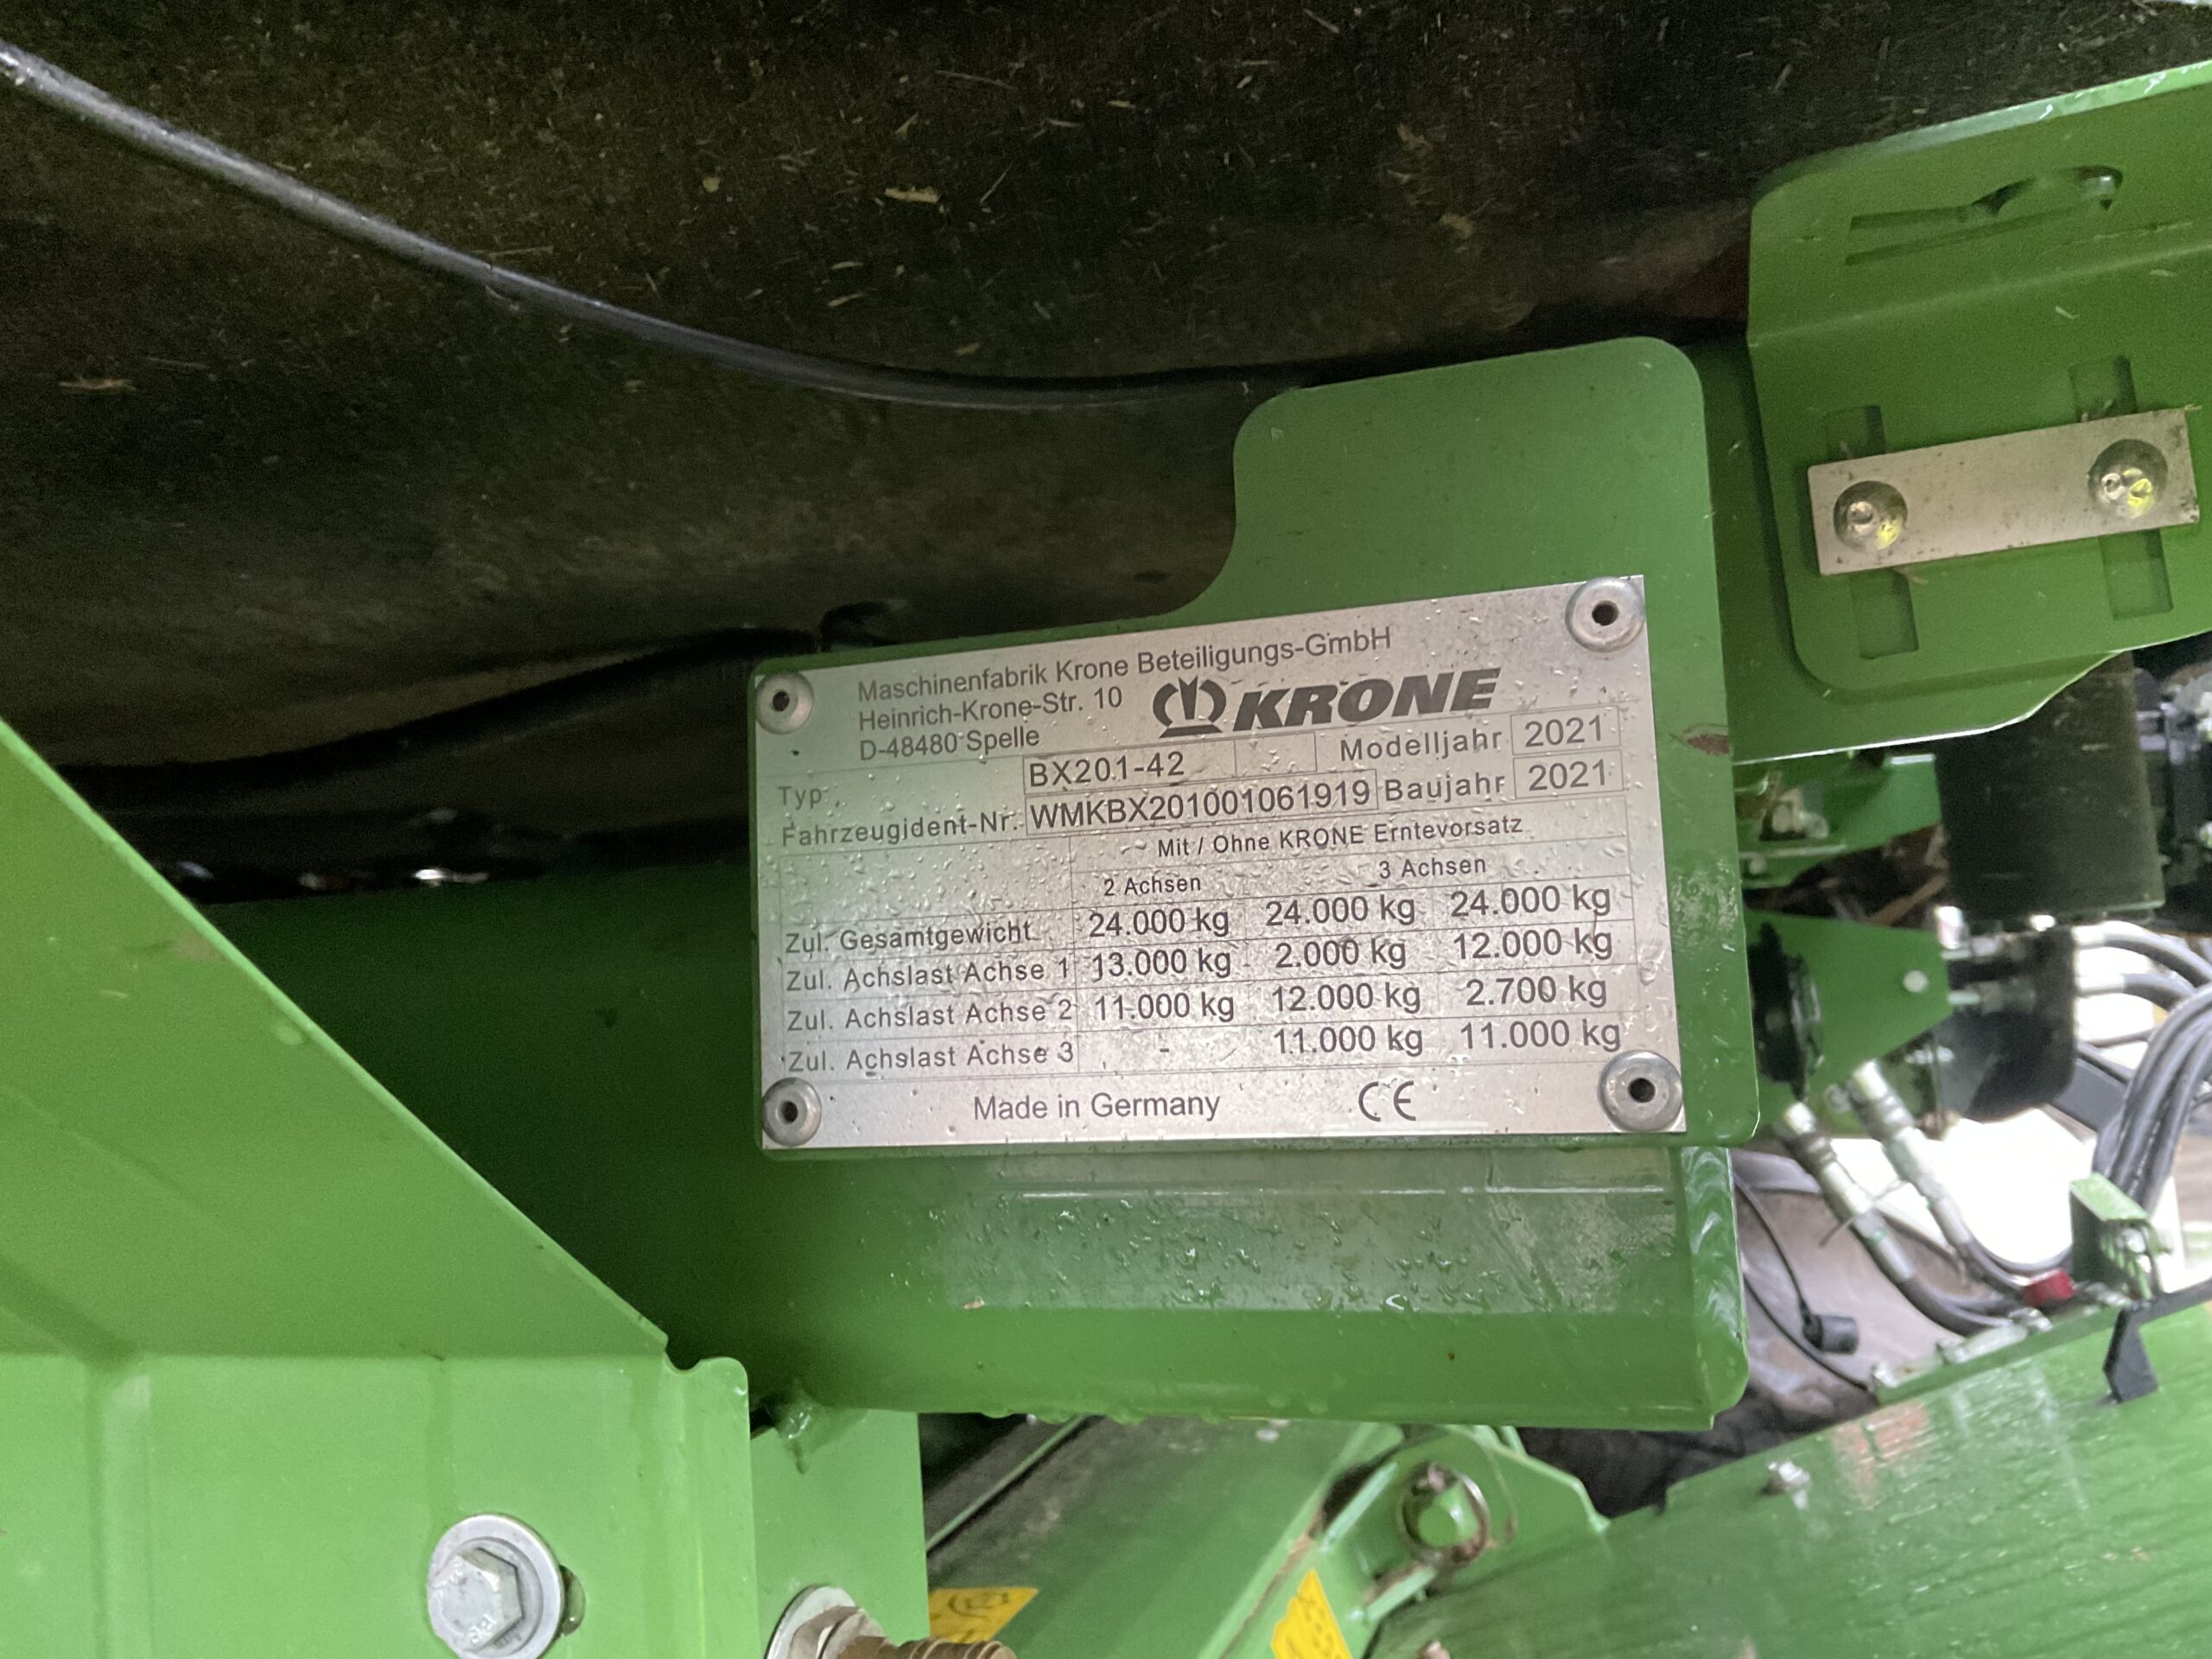 Maschinenfabrik Krone Beteiligungs-GmbH
Heinrich-Krone-Str. 10
D-48480 Spelle
KRONE
Typ BX201-42 Modelljahr 2021
Fahrzeugident-Nr. WMKBX201001061919 Baujahr 2021
Mit / Ohne KRONE Erntevorsatz
2 Achsen 3 Achsen
Zul. Gesamtgewicht 24.000 kg 24.000 kg 24.000 kg
Zul. Achslast Achse 1 13.000 kg 2.000 kg 12.000 kg
Zul. Achslast Achse 2 11.000 kg 12.000 kg 2.700 kg
Zul. Achslast Achse 3 - 11.000 kg 11.000 kg
Made in Germany CE